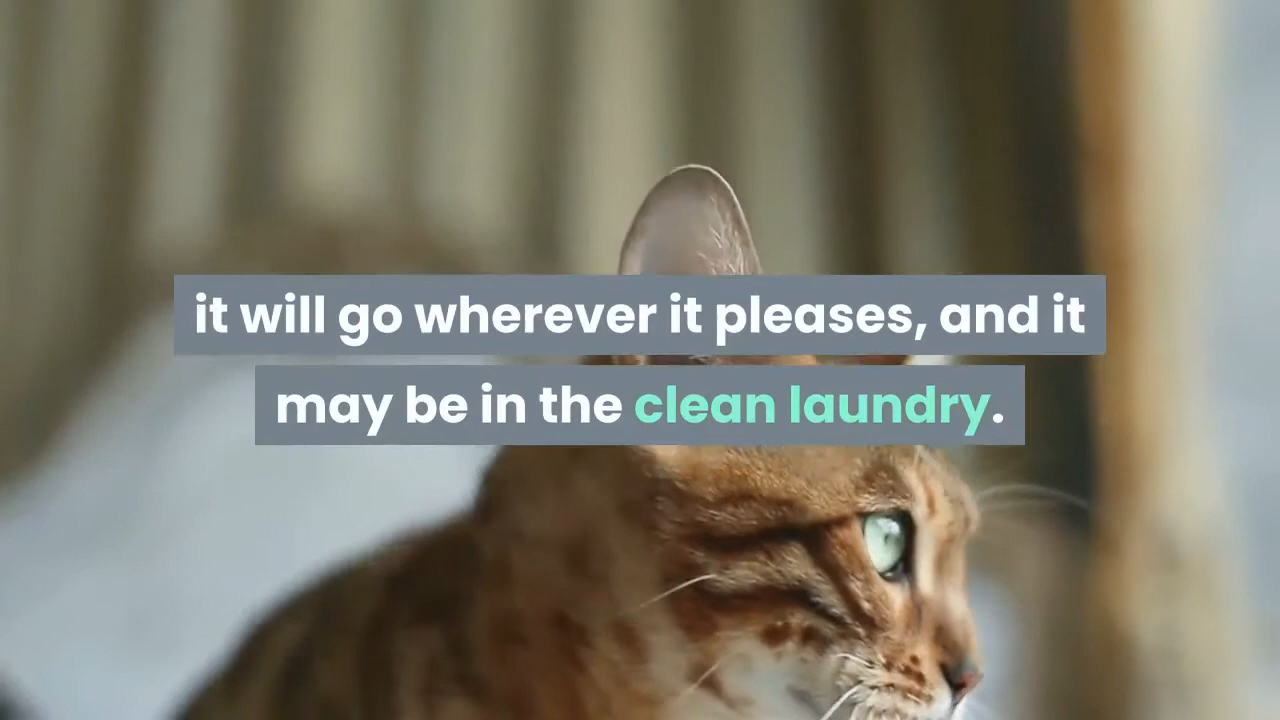 it will go wherever it pleases, and it
may be in the clean laundry.